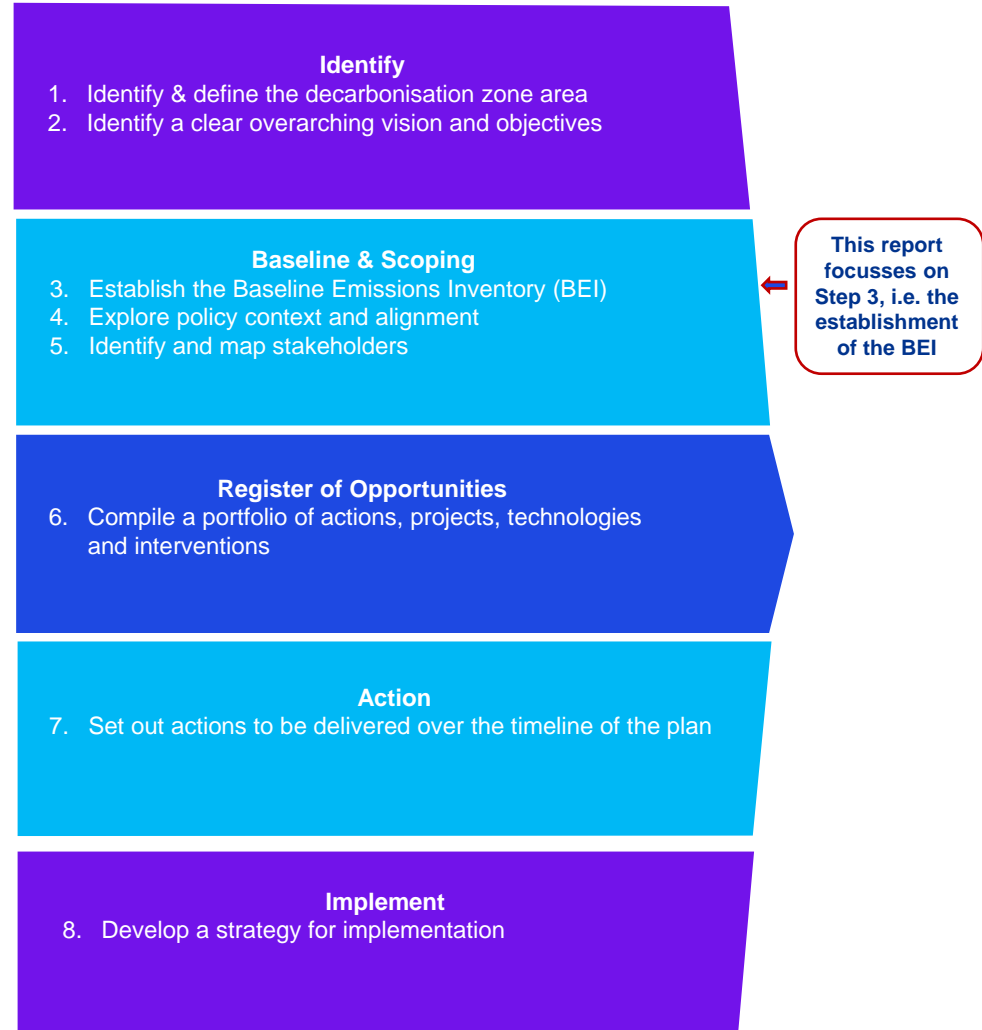 Identify
1. Identify & define the decarbonisation zone area
2. Identify a clear overarching vision and objectives
Baseline & Scoping
3. Establish the Baseline Emissions Inventory (BEI)
4. Explore policy context and alignment
5. Identify and map stakeholders
This report
focusses on
Step 3, i.e. the
establishment
of the BEI
Register of Opportunities
6. Compile a portfolio of actions, projects, technologies
and interventions
Action
7. Set out actions to be delivered over the timeline of the plan
Implement
8. Develop a strategy for implementation